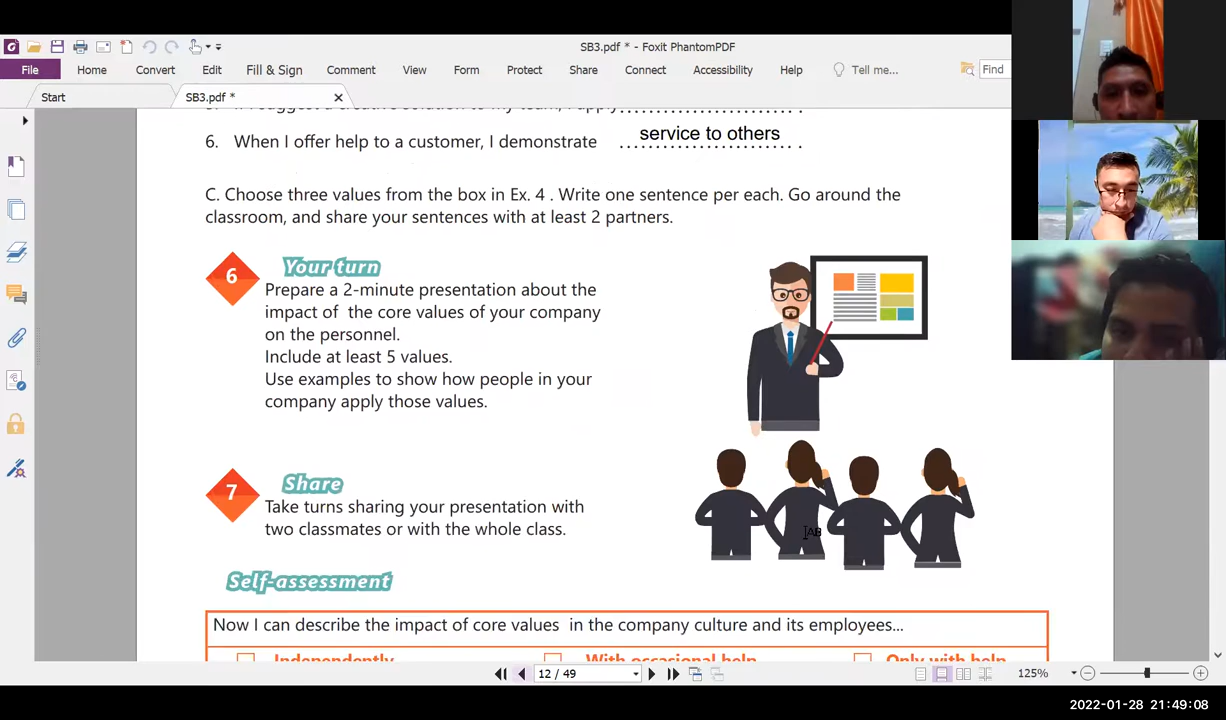 SB3.pdf * - Foxit PhantomPDF
File Home Convert Edit Fill & Sign Comment View Form Protect Share Connect Accessibility Help Tell me... Find
Start SB3.pdf *
6. When I offer help to a customer, I demonstrate service to others
C. Choose three values from the box in Ex. 4 . Write one sentence per each. Go around the
classroom, and share your sentences with at least 2 partners.
6 Your turn
Prepare a 2-minute presentation about the
impact of the core values of your company
on the personnel.
Include at least 5 values.
Use examples to show how people in your
company apply those values.
7 Share
Take turns sharing your presentation with
two classmates or with the whole class.
Self-assessment
Now I can describe the impact of core values in the company culture and its employees...
Independently With occasional help Only with help
12 / 49 125%
2022-01-28 21:49:08